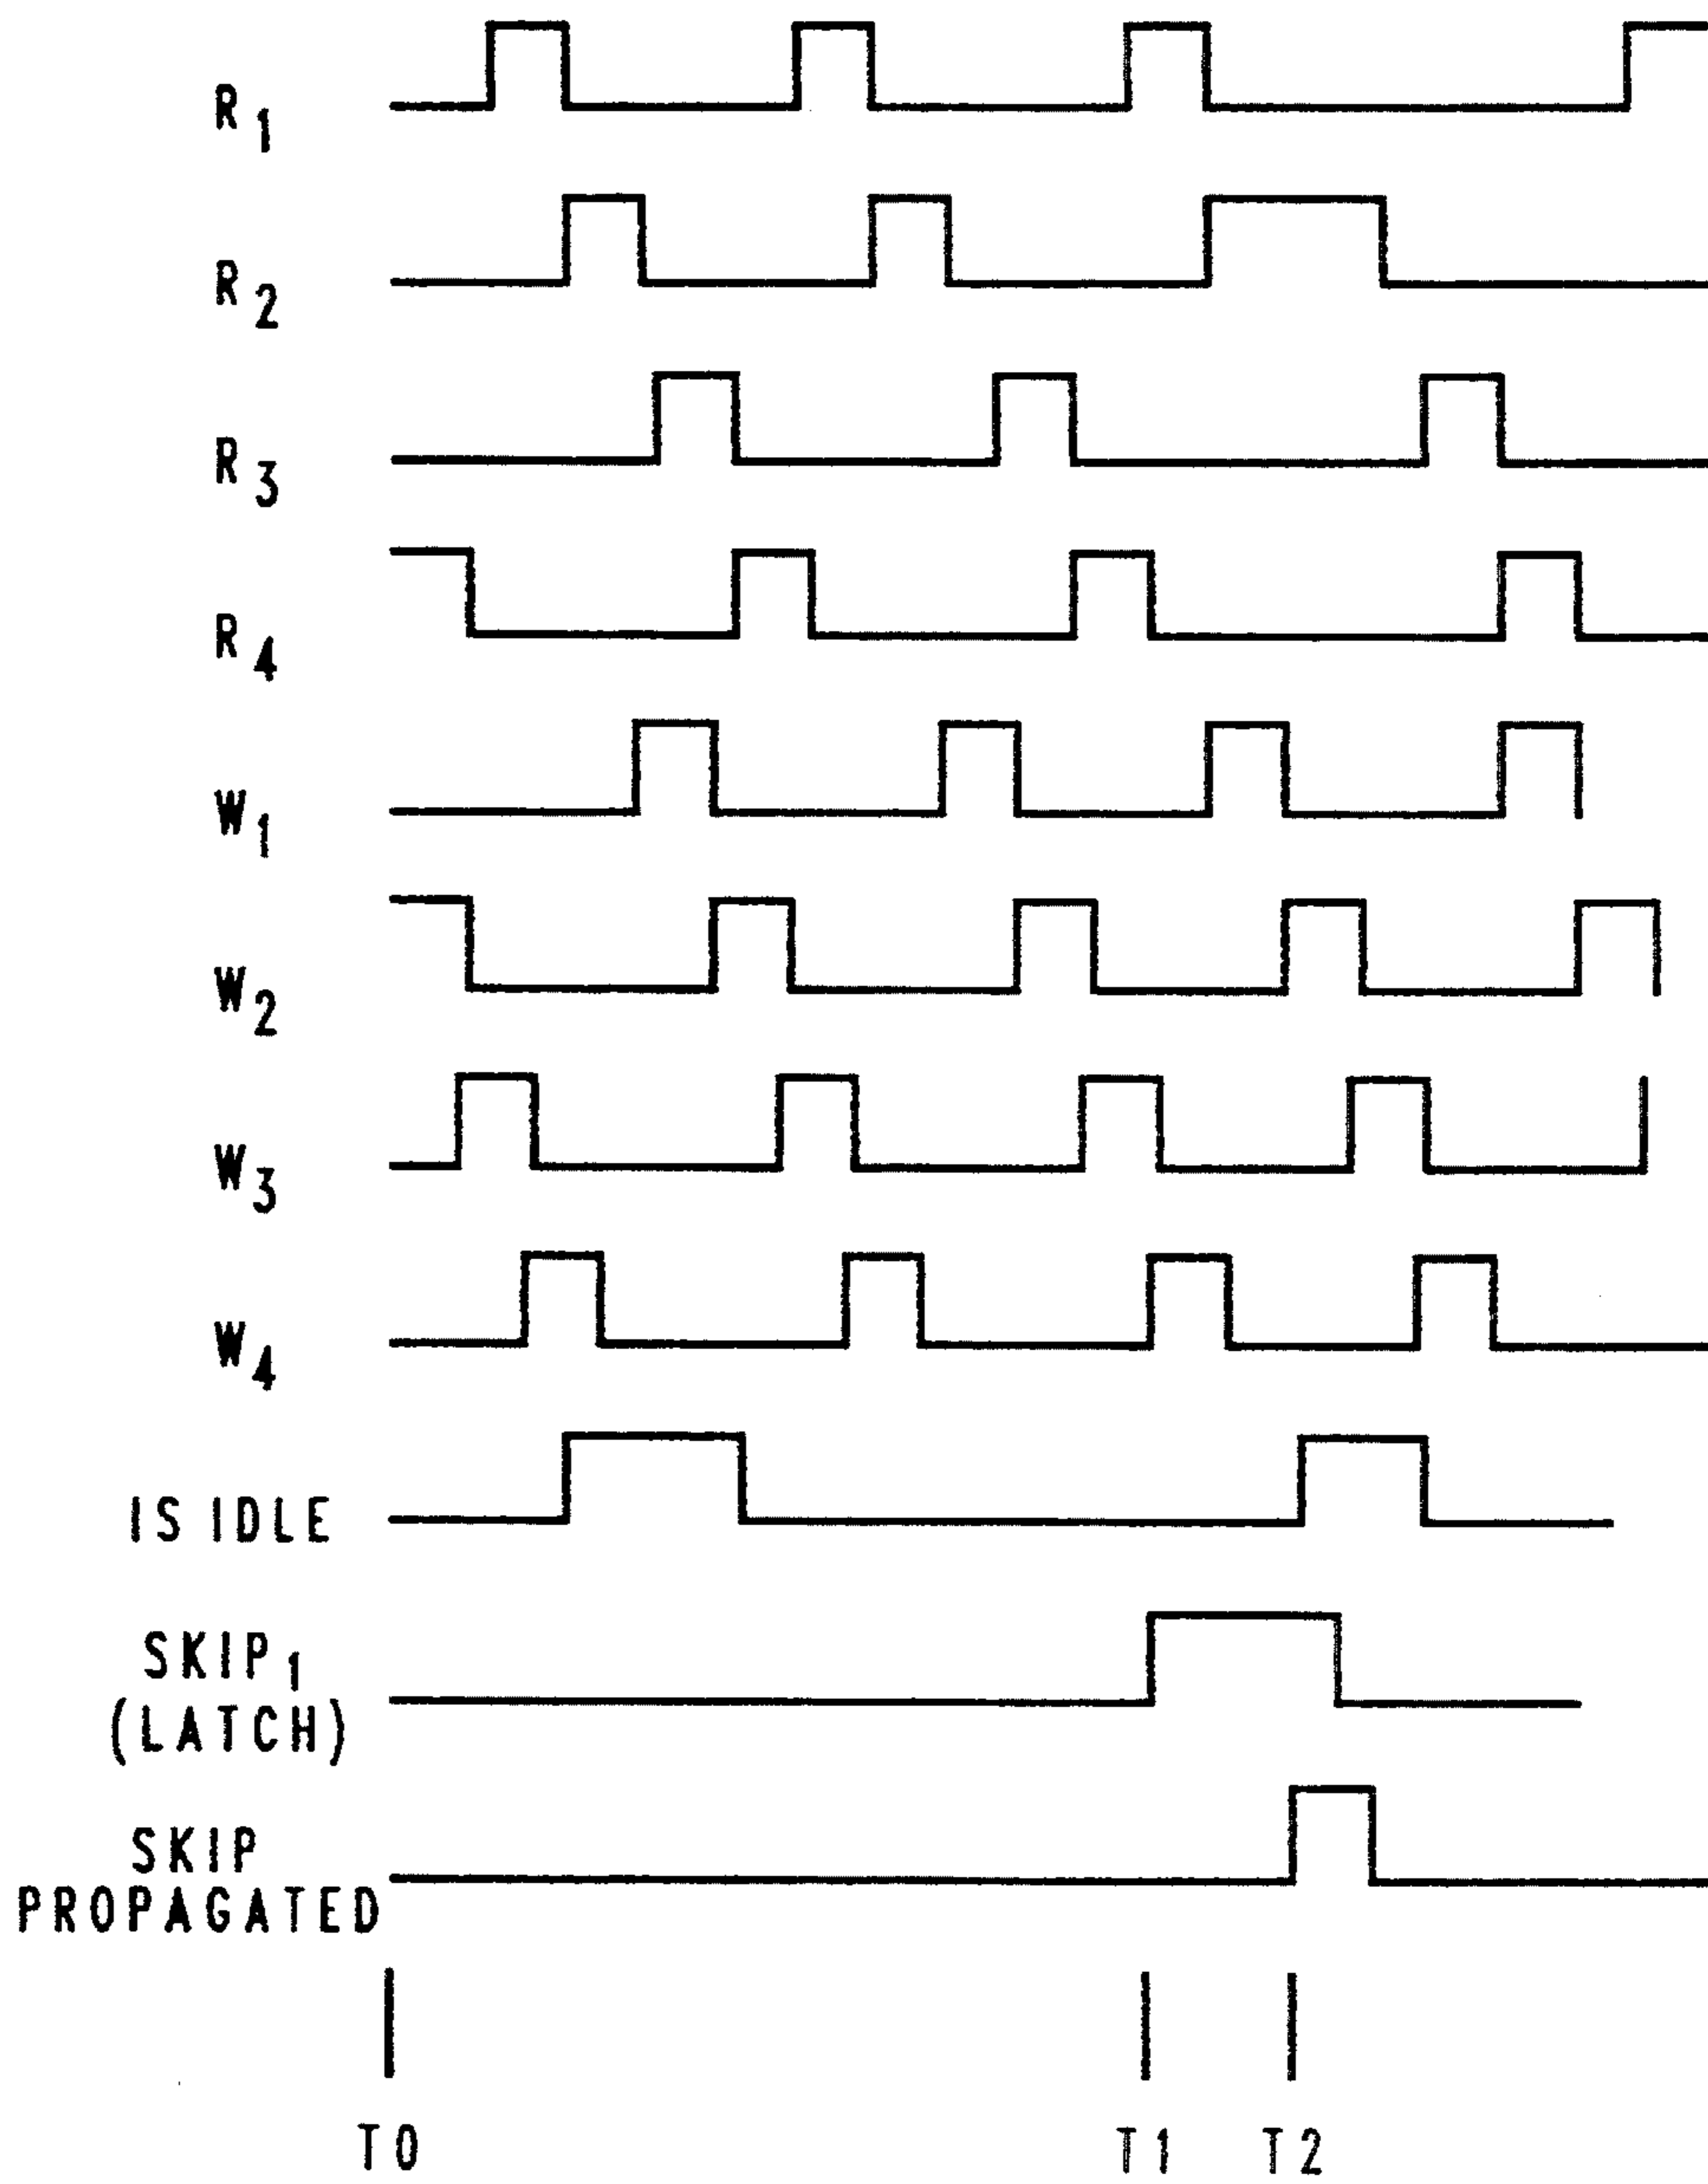 R1
R2
R3
R4
W1
W2
W3
W4
IS IDLE
SKIP1
(LATCH)
SKIP
PROPAGATED
T0 T1 T2